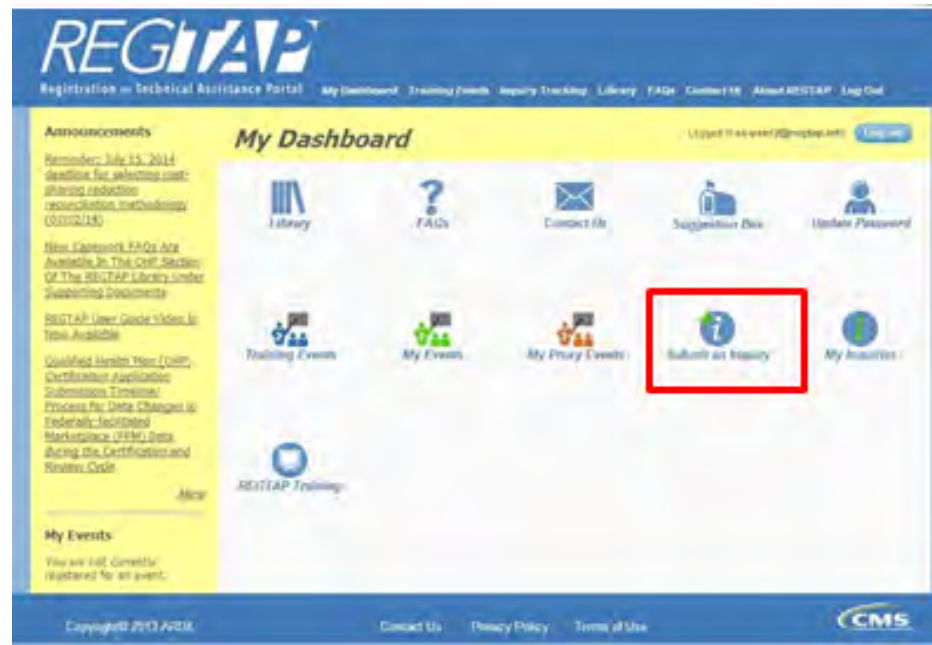 REGTAP
Registration Technical Assistance Portal My Dashboard Training Events Inquiry Tracking Library FAQs Contact Us About REGTAP Log Out
Announcements
My Dashboard
Reminder: July 15, 2014
deadline for selecting cost-
sharing reduction
reconciliation methodology
(07/02/14)
New Casework FAQs Are
Available In The QHP Section
Of The REGTAP Library Under
Supporting Documents
REGTAP User Guide Video Is
Now Available
Qualified Health Plan (QHP)
Certification Application
Submission Timeline/
Process for Data Changes to
Federally-facilitated
Marketplace (FFM) Data
during the Certification and
Review Cycle
More
Library
FAQs
Contact Us
Suggestion Box
Update Password
Training Events
My Events
My Proxy Events
Submit an Inquiry
My Inquiries
REGTAP Training
My Events
You are not currently
registered for an event.
Copyright© 2013 ARDX
Contact Us Privacy Policy Terms of Use
CMS